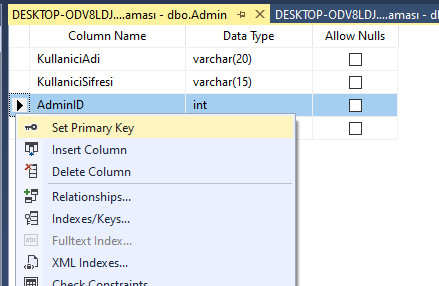 DESKTOP-ODV8LDJ....aması - dbo.Admin
DESKTOP-ODV8LDJ....aması - db
Column Name Data Type Allow Nulls
KullaniciAdi varchar(20)
KullaniciSifresi varchar(15)
AdminID int
Set Primary Key
Insert Column
Delete Column
Relationships...
Indexes/Keys...
abc Fulltext Index...
XML Indexes...
Check Constraints